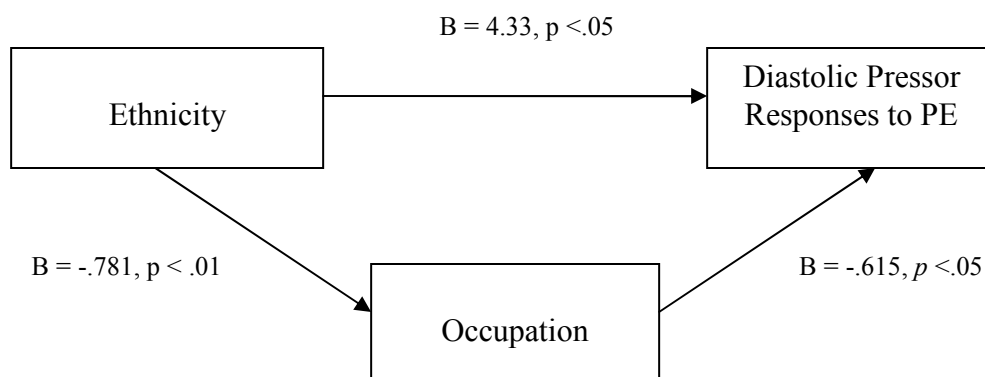 B = 4.33, p <.05
Ethnicity
Diastolic Pressor
Responses to PE
B = -.781, p < .01
B = -.615, p <.05
Occupation